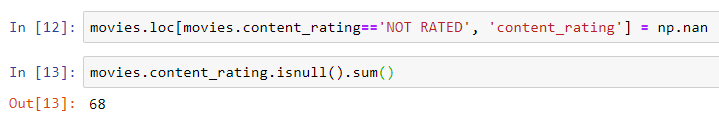 In [12]: movies.loc[movies.content_rating=='NOT RATED', 'content_rating'] = np.nan
In [13]: movies.content_rating.isnull().sum()
Out[13]: 68